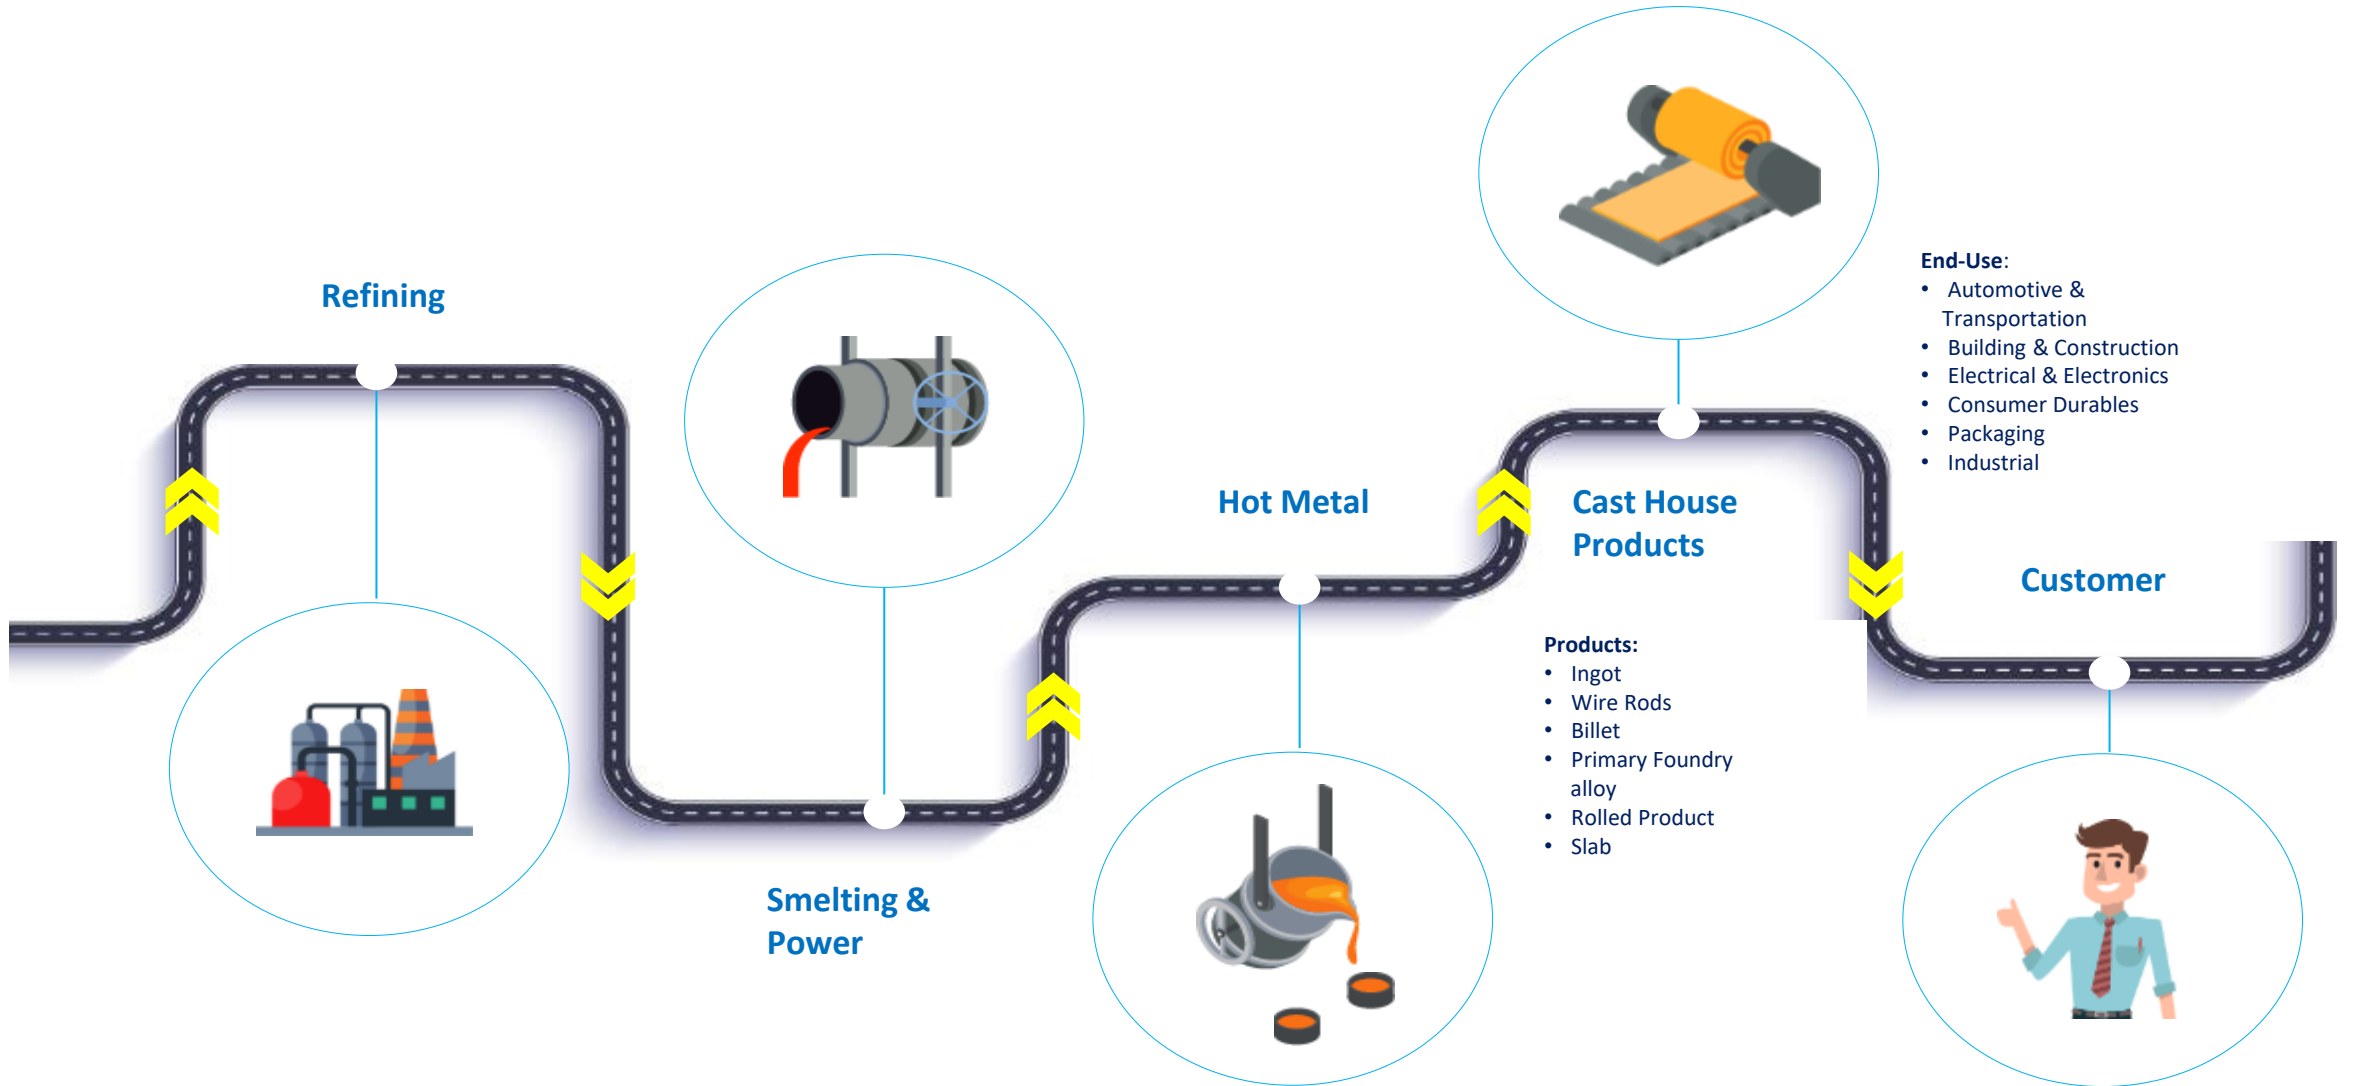 Refining
Smelting &
Power
Hot Metal
Cast House
Products
Products:
• Ingot
• Wire Rods
• Billet
• Primary Foundry
alloy
• Rolled Product
• Slab
End-Use:
• Automotive &
Transportation
• Building & Construction
• Electrical & Electronics
• Consumer Durables
• Packaging
• Industrial
Customer